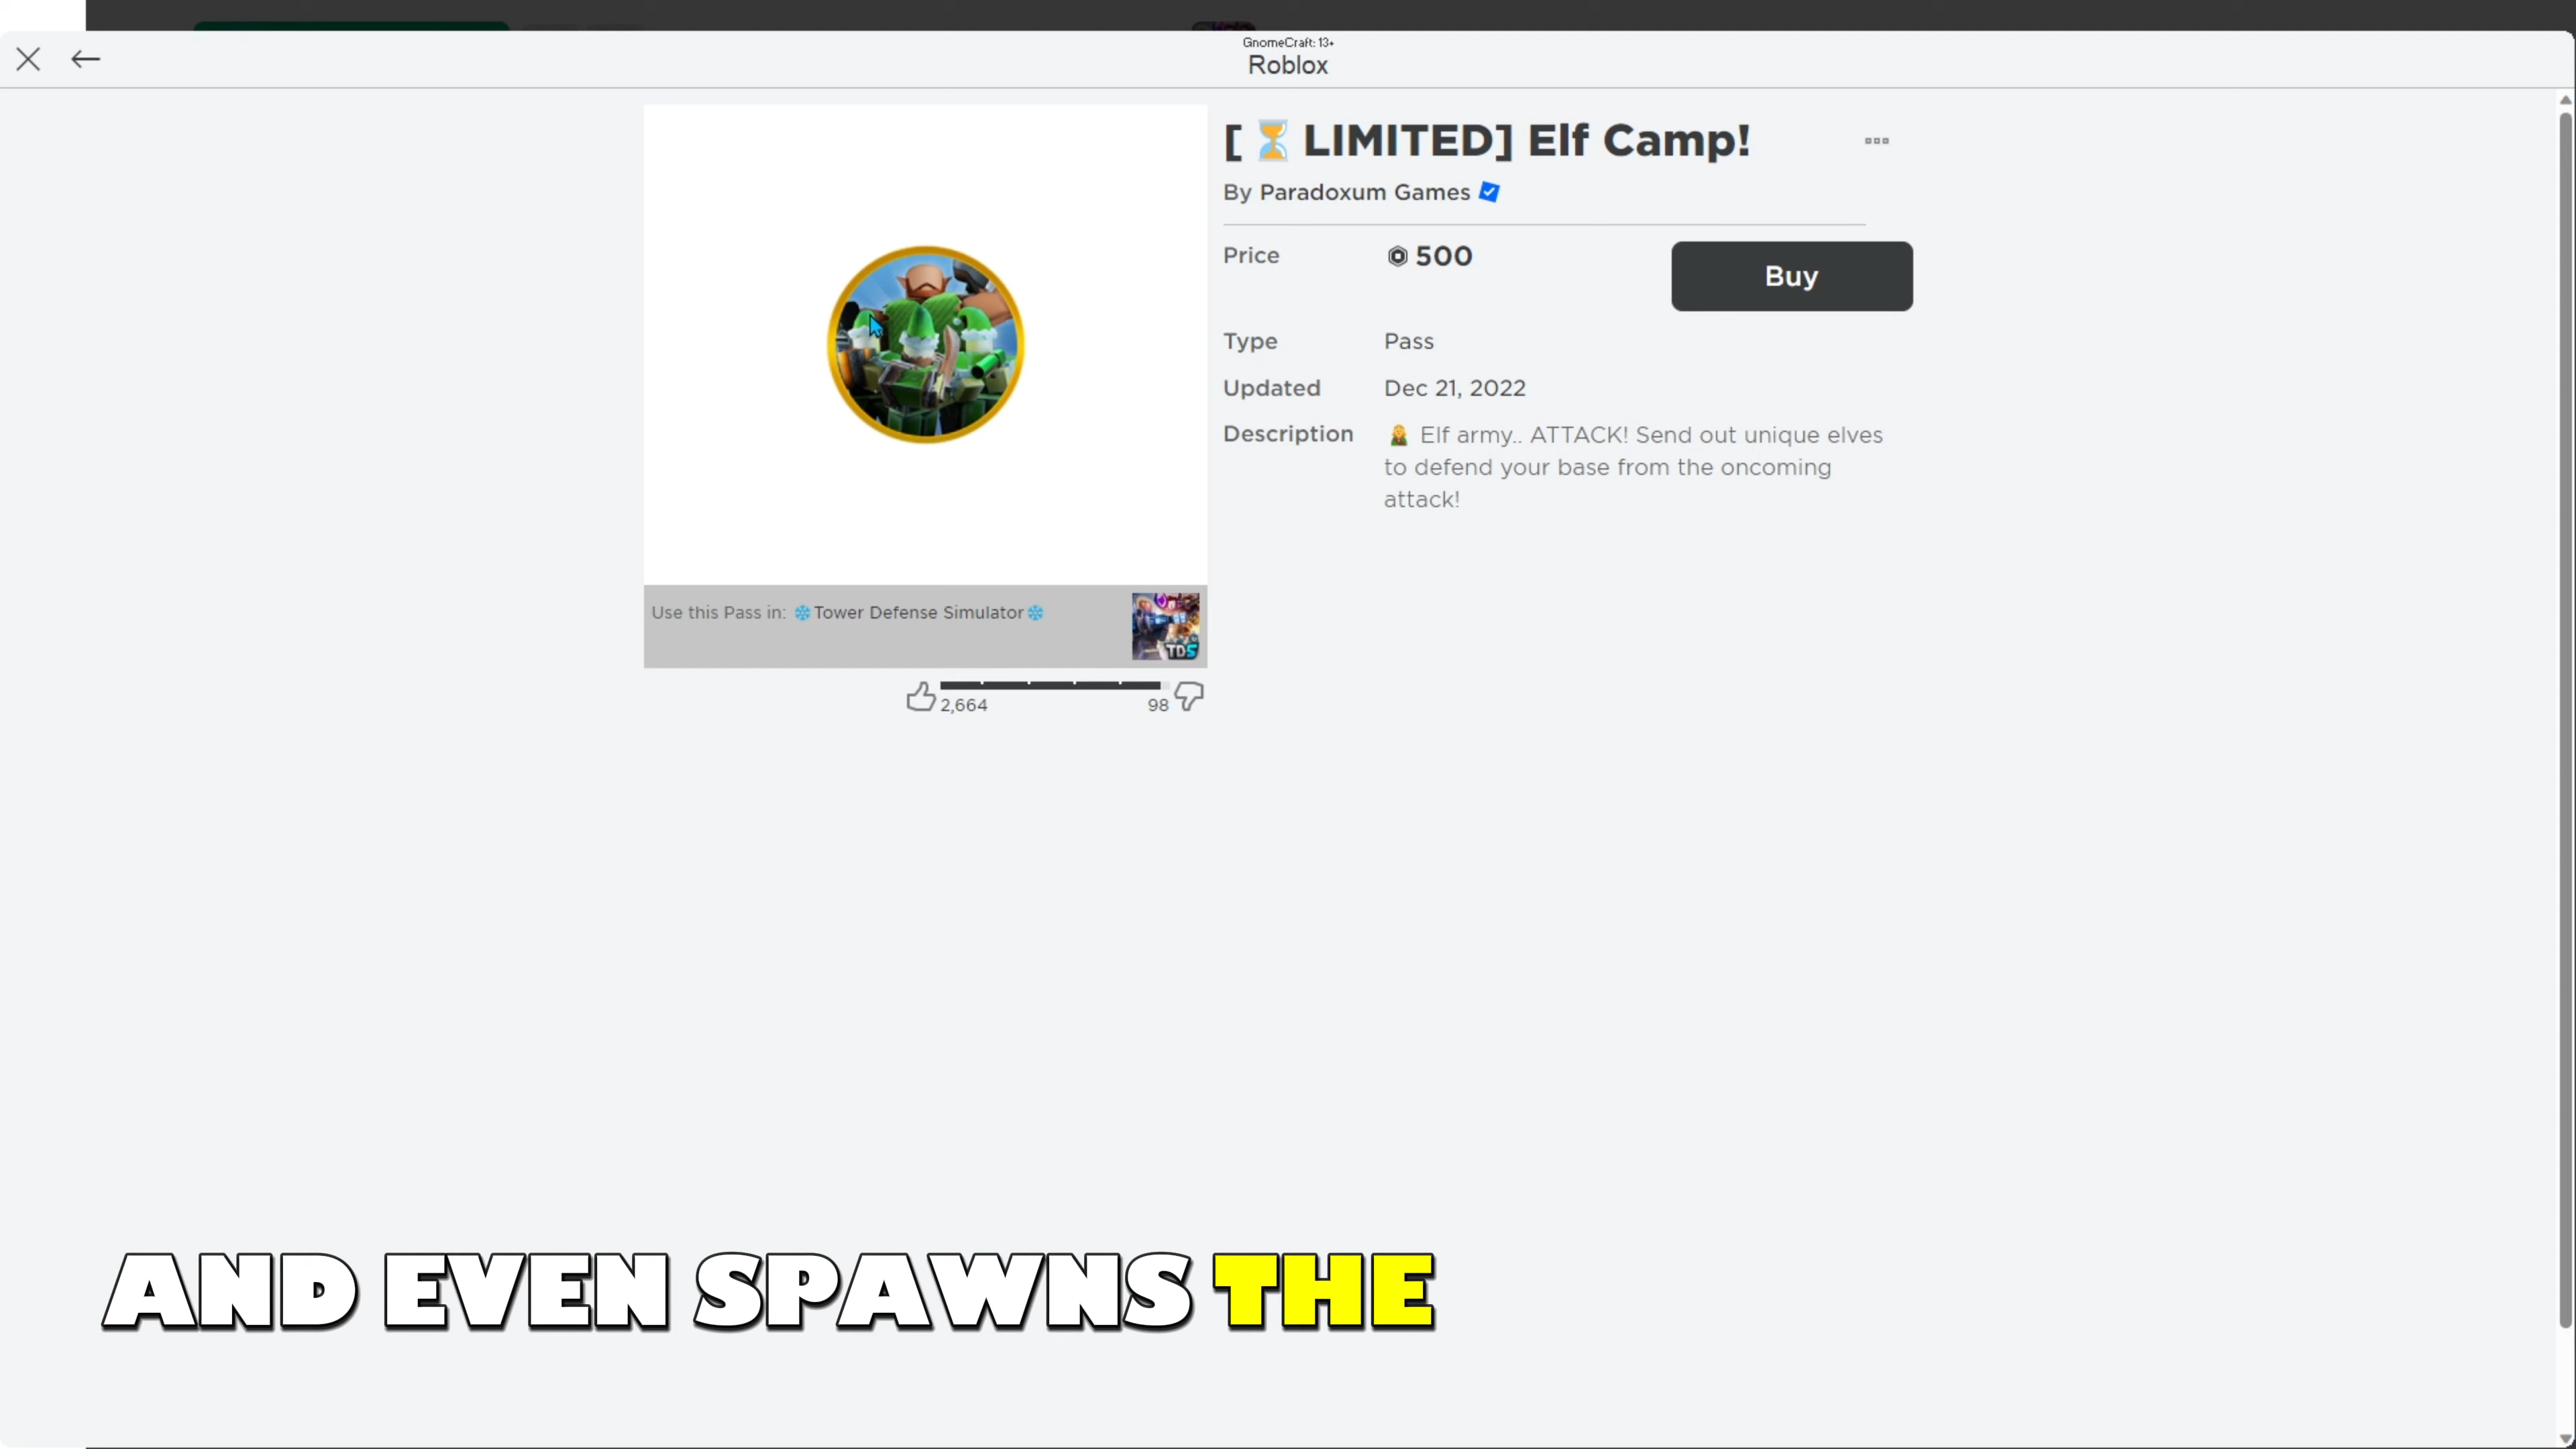 GnomeCraft: 13+
Roblox
[⏳ LIMITED] Elf Camp!
By Paradoxum Games
Price 500
Buy
Type Pass
Updated Dec 21, 2022
Description 🧝 Elf army.. ATTACK! Send out unique elves
to defend your base from the oncoming
attack!
Use this Pass in: ❄️Tower Defense Simulator❄️
TDS
2,664 98
AND EVEN SPAWNS THE